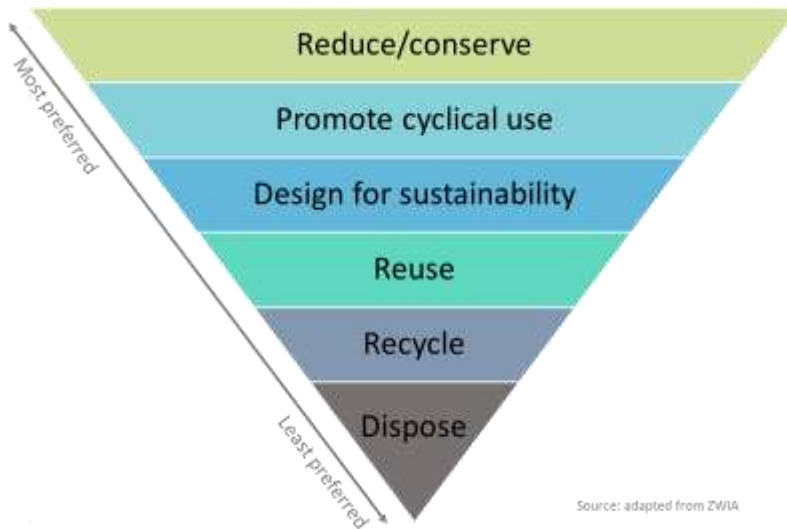 Reduce/conserve
Promote cyclical use
Design for sustainability
Reuse
Recycle
Dispose
Most preferred
Least preferred
Source: adapted from ZWIA